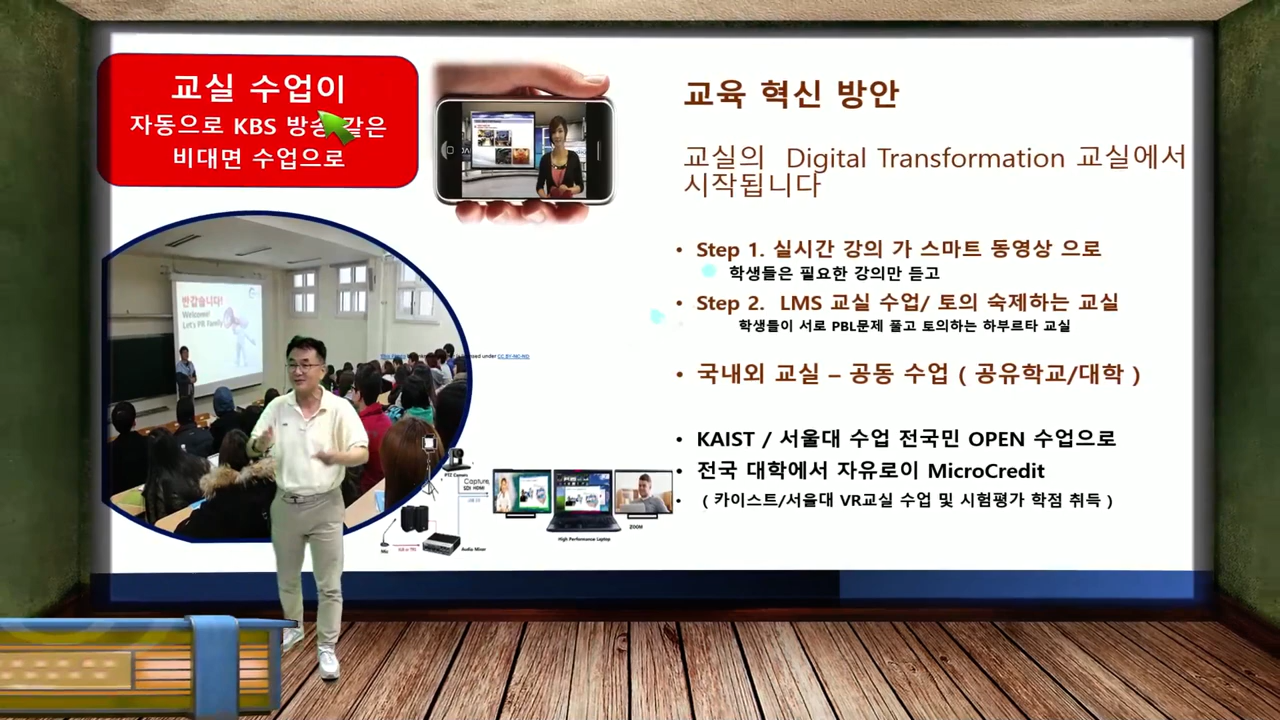 교실 수업이
자동으로 KBS 방송 같은
비대면 수업으로
교육 혁신 방안
교실의 Digital Transformation 교실에서
시작됩니다
• Step 1. 실시간 강의 가 스마트 동영상 으로
학생들은 필요한 강의만 듣고
• Step 2. LMS 교실 수업/ 토의 숙제하는 교실
학생들이 서로 PBL문제 풀고 토의하는 하부르타 교실
• 국내외 교실 – 공동 수업 ( 공유학교/대학 )
• KAIST / 서울대 수업 전국민 OPEN 수업으로
• 전국 대학에서 자유로이 MicroCredit
• ( 카이스트/서울대 VR교실 수업 및 시험평가 학점 취득 )
반갑습니다!
Welcome!
Let's PR Family
under CC BY-NC-ND
PTZ Camera
Capture
SDI HDMI
Mic
Audio Mixer
High Performance Laptop
ZOOM